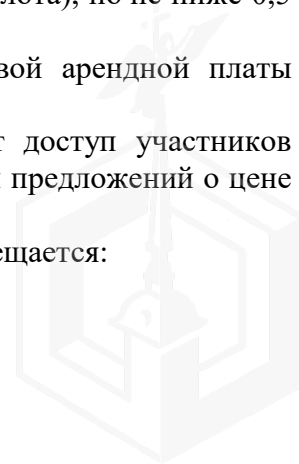 лота), но не ниже 0,5
вой арендной платы
доступ участников
предложений о цене
ещается: